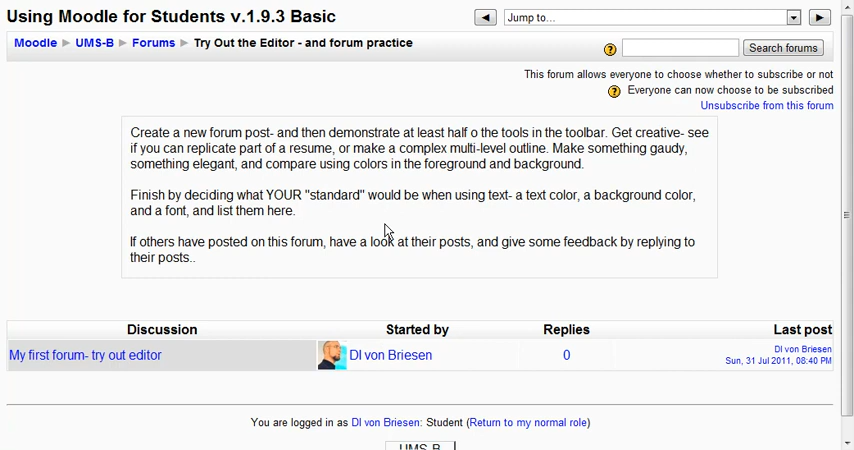 Using Moodle for Students v.1.9.3 Basic
Jump to...
Moodle ► UMS-B ► Forums ► Try Out the Editor - and forum practice
Search forums
This forum allows everyone to choose whether to subscribe or not
Everyone can now choose to be subscribed
Unsubscribe from this forum
Create a new forum post- and then demonstrate at least half o the tools in the toolbar. Get creative- see
if you can replicate part of a resume, or make a complex multi-level outline. Make something gaudy,
something elegant, and compare using colors in the foreground and background.
Finish by deciding what YOUR "standard" would be when using text- a text color, a background color,
and a font, and list them here.
If others have posted on this forum, have a look at their posts, and give some feedback by replying to
their posts..
Discussion Started by Replies Last post
My first forum- try out editor DI von Briesen 0 DI von Briesen
Sun, 31 Jul 2011, 08:40 PM
You are logged in as DI von Briesen: Student (Return to my normal role)
UMS-B